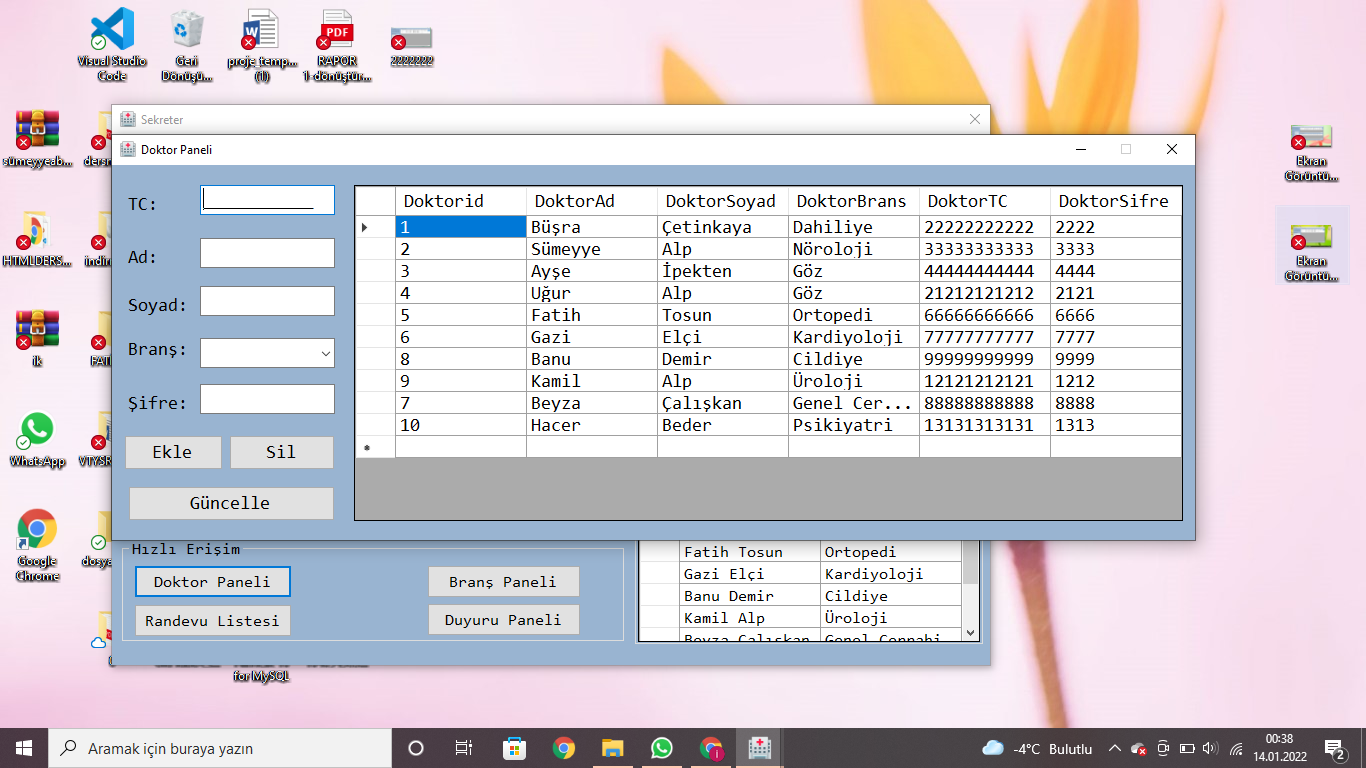 Visual Studio
Code
Geri
Dönüşü...
proje_temp...
(1)
RAPOR
1-dönüştür...
2222222
Sekreter
Doktor Paneli
sümeyyeab...
HTMLDERS...
indir
ik
WhatsApp
VTYSR
Google
Chrome
dosya
for MySQL
Ekran
Görüntü...
Ekran
Görüntü...
TC:
Ad:
Soyad:
Branş:
Şifre:
Ekle Sil
Güncelle
Doktorid DoktorAd DoktorSoyad DoktorBrans DoktorTC DoktorSifre
1 Büşra Çetinkaya Dahiliye 22222222222 2222
2 Sümeyye Alp Nöroloji 33333333333 3333
3 Ayşe İpekten Göz 44444444444 4444
4 Uğur Alp Göz 21212121212 2121
5 Fatih Tosun Ortopedi 66666666666 6666
6 Gazi Elçi Kardiyoloji 77777777777 7777
8 Banu Demir Cildiye 99999999999 9999
9 Kamil Alp Üroloji 12121212121 1212
7 Beyza Çalışkan Genel Cer... 88888888888 8888
10 Hacer Beder Psikiyatri 13131313131 1313
Hızlı Erişim
Doktor Paneli Branş Paneli
Randevu Listesi Duyuru Paneli
Fatih Tosun Ortopedi
Gazi Elçi Kardiyoloji
Banu Demir Cildiye
Kamil Alp Üroloji
Beyza Çalışkan Genel Cerrahi
Aramak için buraya yazın
-4°C Bulutlu
00:38
14.01.2022
2